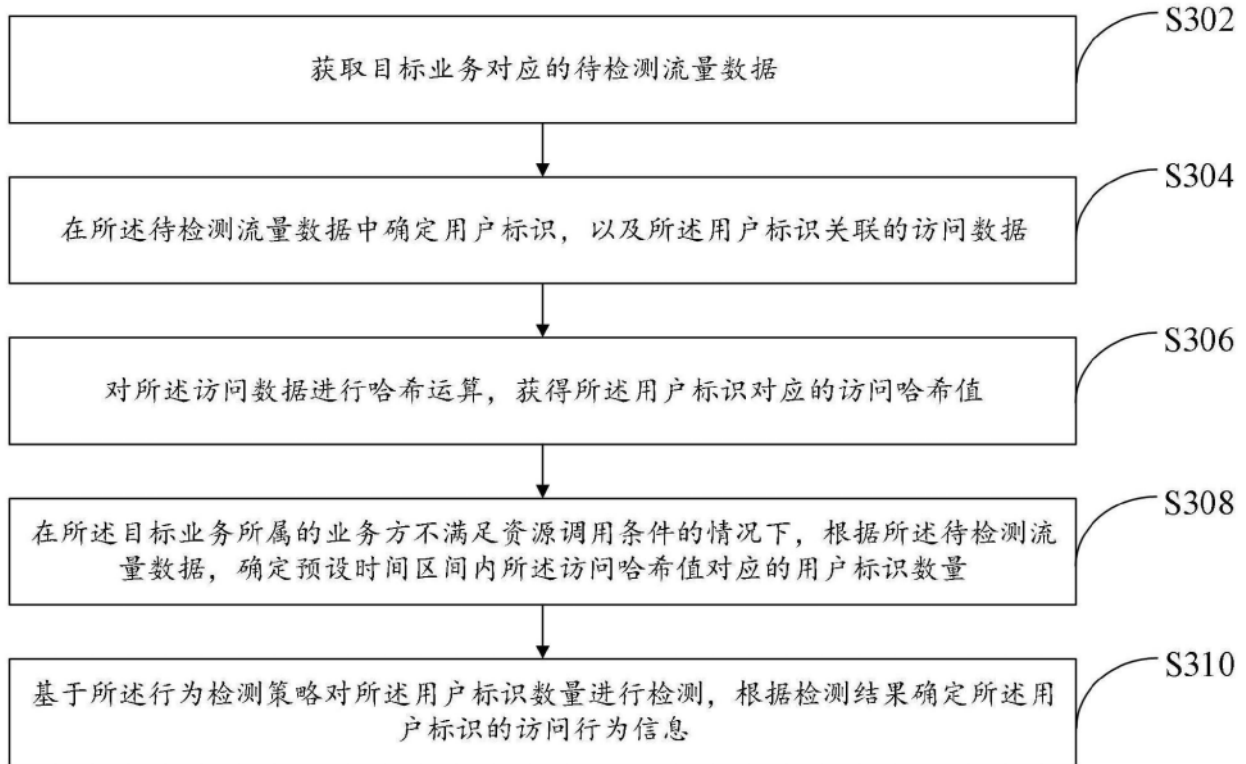 S302
获取目标业务对应的待检测流量数据
S304
在所述待检测流量数据中确定用户标识，以及所述用户标识关联的访问数据
S306
对所述访问数据进行哈希运算，获得所述用户标识对应的访问哈希值
S308
在所述目标业务所属的业务方不满足资源调用条件的情况下，根据所述待检测流
量数据，确定预设时间区间内所述访问哈希值对应的用户标识数量
S310
基于所述行为检测策略对所述用户标识数量进行检测，根据检测结果确定所述用
户标识的访问行为信息